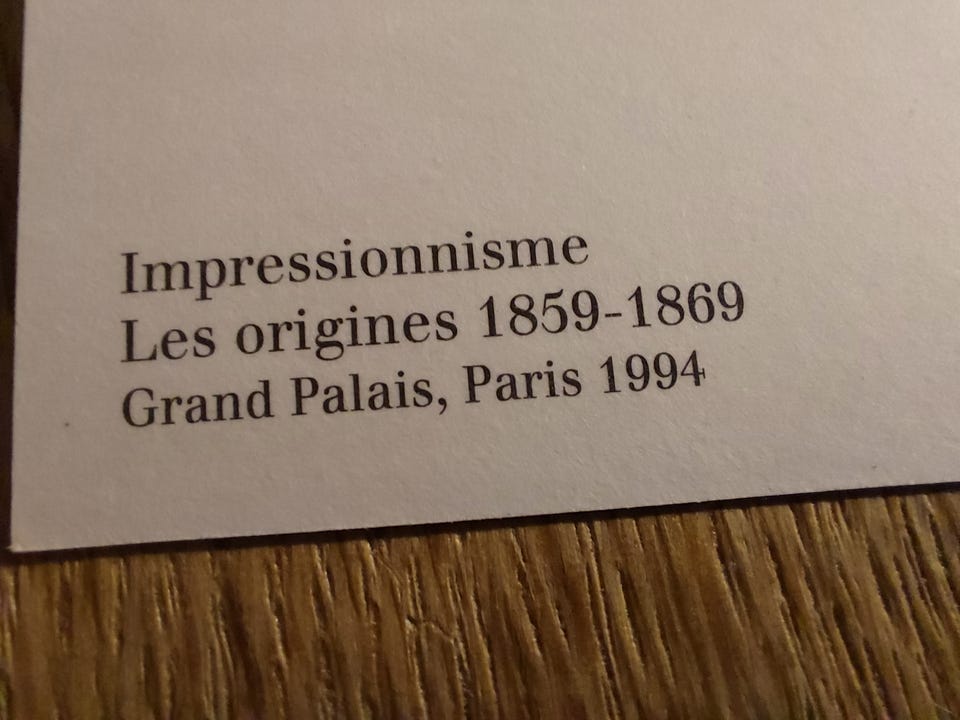 Impressionnisme
Les origines 1859-1869
Grand Palais, Paris 1994